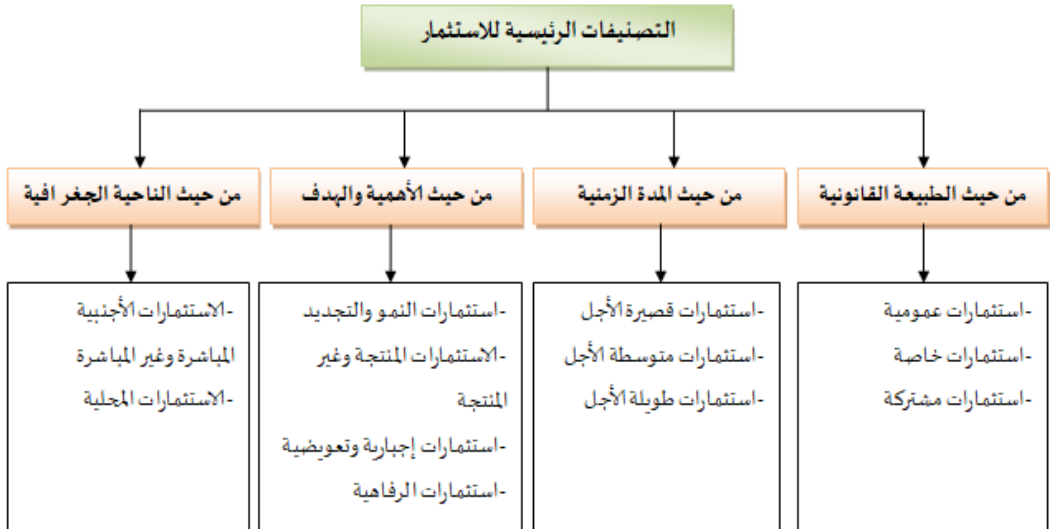 التصنيفات الرئيسية للاستثمار
من حيث الطبيعة القانونية
من حيث المدة الزمنية
من حيث الأهمية والهدف
من حيث الناحية الجغرافية
-استثمارات عمومية
-استثمارات خاصة
-استثمارات مشتركة
-استثمارات قصيرة الأجل
-استثمارات متوسطة الأجل
-استثمارات طويلة الأجل
-استثمارات النمو والتجديد
-الاستثمارات المنتجة وغير
المنتجة
-استثمارات إجبارية وتعويضية
-استثمارات الرفاهية
-الاستثمارات الأجنبية
المباشرة وغير المباشرة
-الاستثمارات المحلية